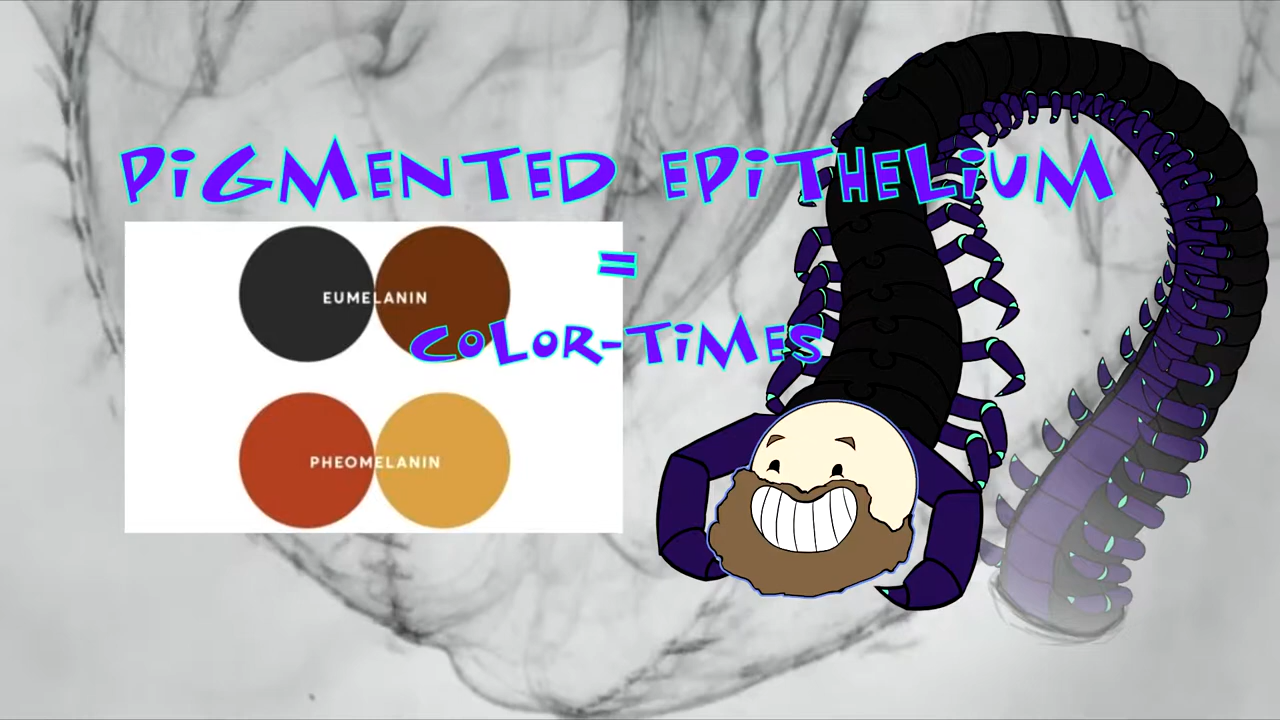 PiGMENTED EPiTHELiUM
=
COLOR-TiMES
EUMELANIN
PHEOMELANIN